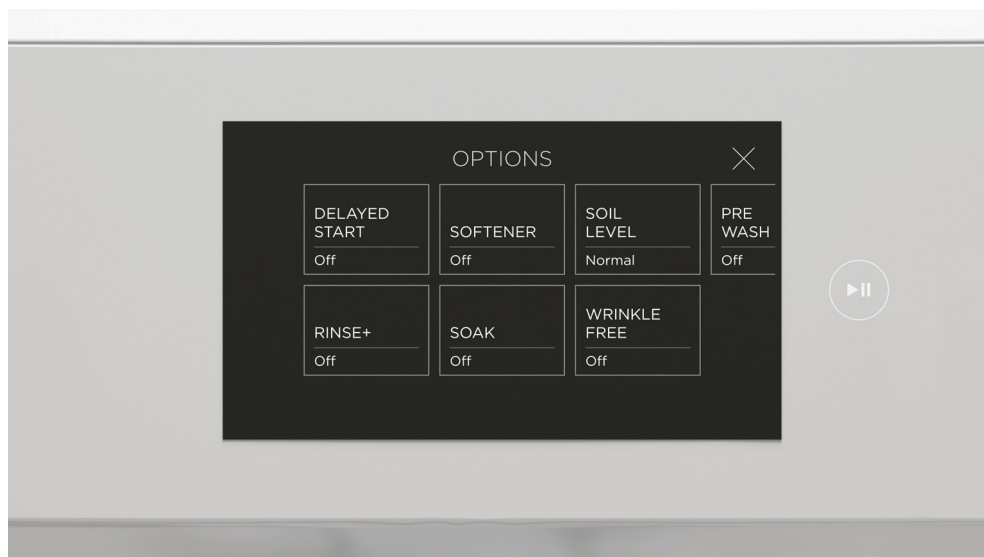 OPTIONS
DELAYED
START
Off
SOFTENER
Off
SOIL
LEVEL
Normal
PRE
WASH
Off
RINSE+
Off
SOAK
Off
WRINKLE
FREE
Off